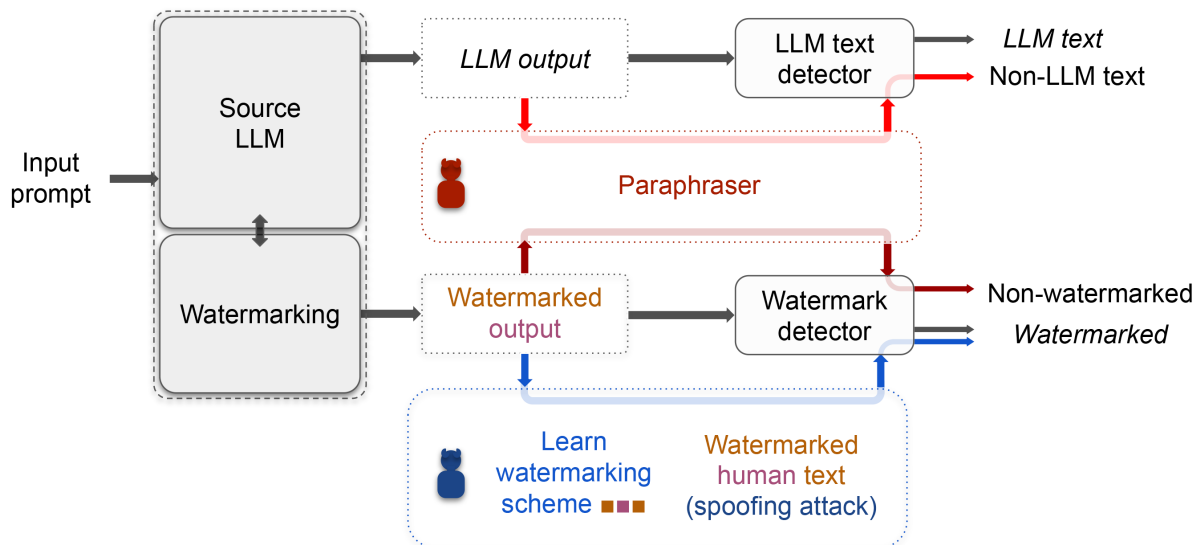 Input
prompt
Source
LLM
Watermarking
LLM output
LLM text
detector
LLM text
Non-LLM text
Paraphraser
Watermarked
output
Watermark
detector
Non-watermarked
Watermarked
Learn
watermarking
scheme
Watermarked
human text
(spoofing attack)